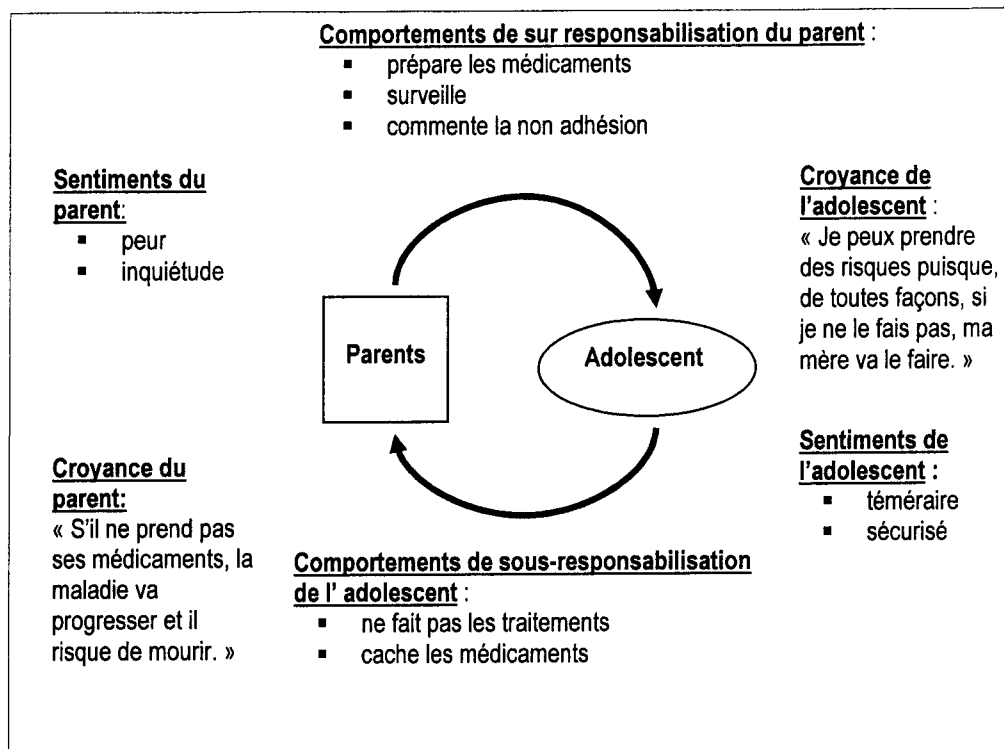 Comportements de sur responsabilisation du parent :
▪ prépare les médicaments
▪ surveille
▪ commente la non adhésion
Sentiments du
parent:
▪ peur
▪ inquiétude
Croyance de
l'adolescent :
« Je peux prendre
des risques puisque,
de toutes façons, si
je ne le fais pas, ma
mère va le faire. »
Parents
Adolescent
Croyance du
parent:
« S'il ne prend pas
ses médicaments, la
maladie va
progresser et il
risque de mourir. »
Sentiments de
l'adolescent :
▪ téméraire
▪ sécurisé
Comportements de sous-responsabilisation
de l' adolescent :
▪ ne fait pas les traitements
▪ cache les médicaments